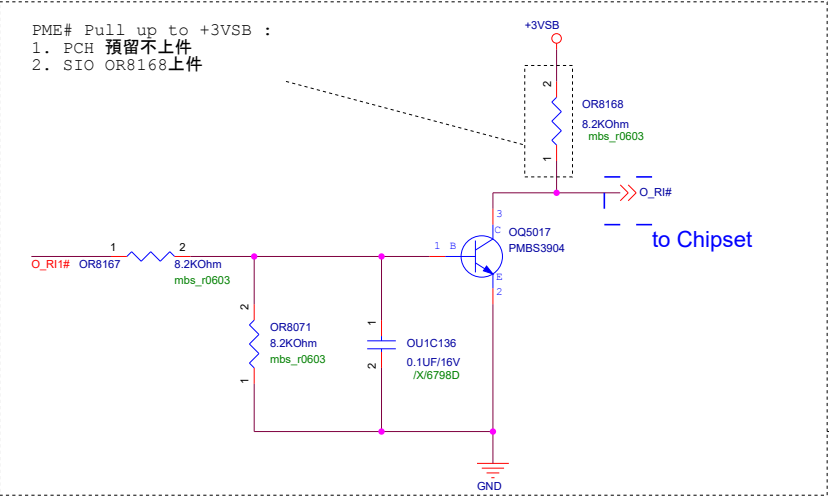 PME# Pull up to +3VSB :
1. PCH 預留不上件
2. SIO OR8168上件
+3VSB
2
OR8168
8.2KOhm
mbs_r0603
1
O_RI#
to Chipset
3
C
OQ5017
PMBS3904
1 B
E
2
O_RI1#
OR8167
1
2
8.2KOhm
mbs_r0603
2
OR8071
8.2KOhm
mbs_r0603
1
1
OU1C136
0.1UF/16V
/X/6798D
2
GND